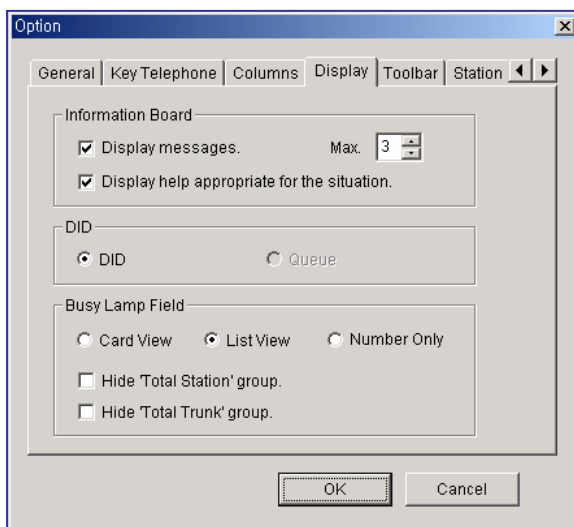 Option
General Key Telephone Columns Display Toolbar Station
Information Board
Display messages. Max. 3
Display help appropriate for the situation.
DID
DID Queue
Busy Lamp Field
Card View List View Number Only
Hide 'Total Station' group.
Hide 'Total Trunk' group.
OK Cancel